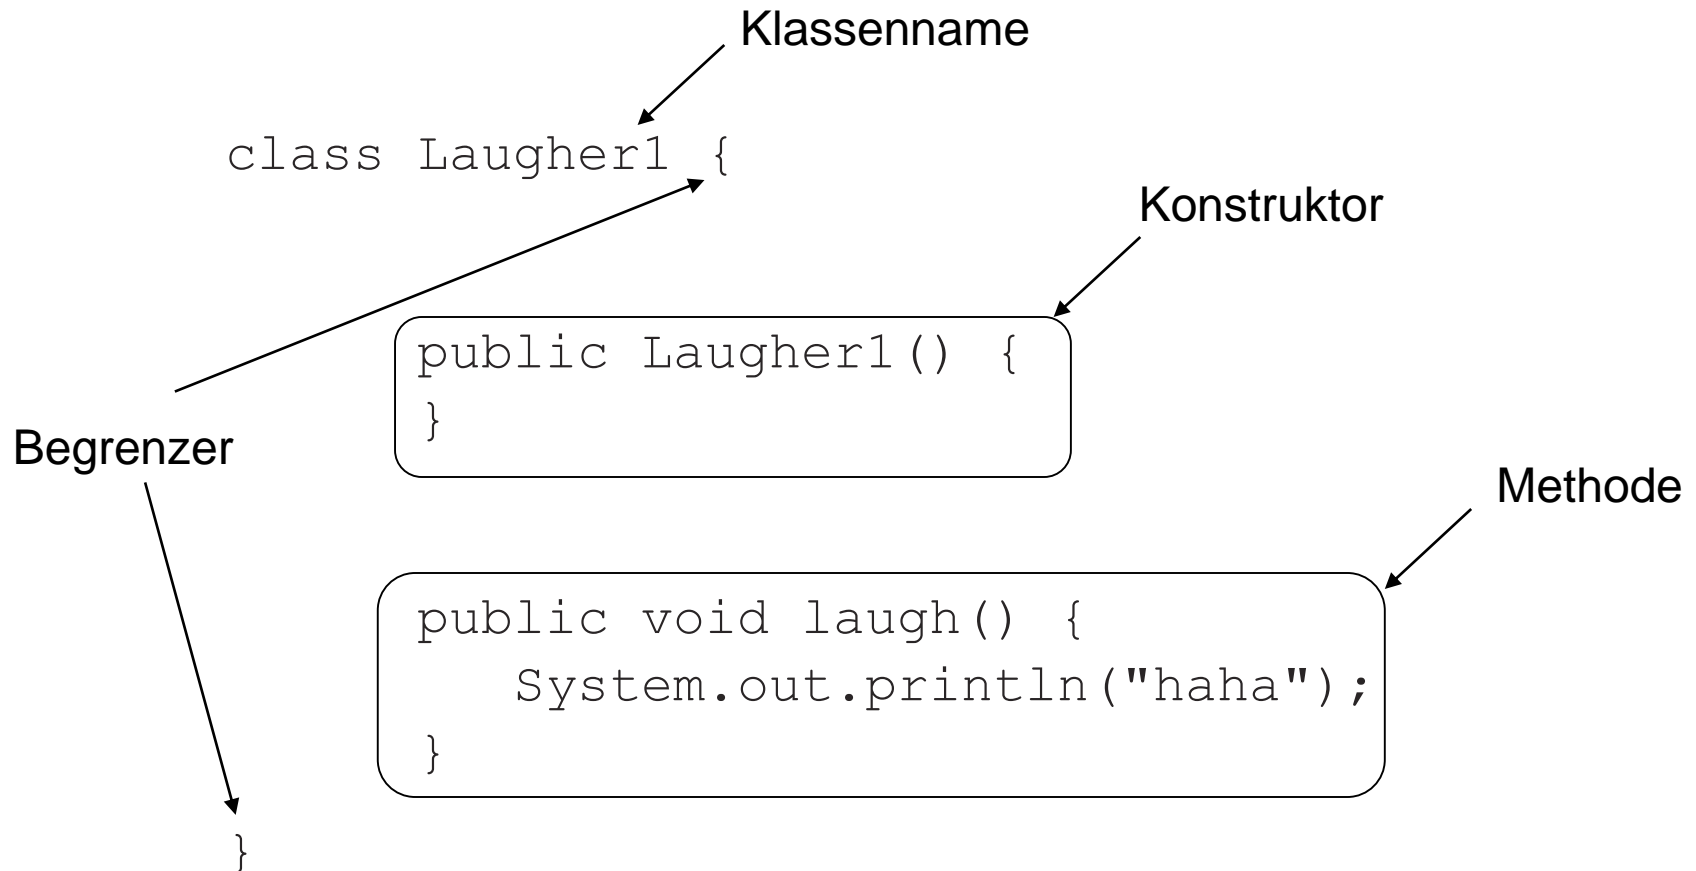 Klassenname
class Laugher1 {
Konstruktor
public Laugher1() {
}
Begrenzer
Methode
public void laugh() {
System.out.println("haha");
}
}